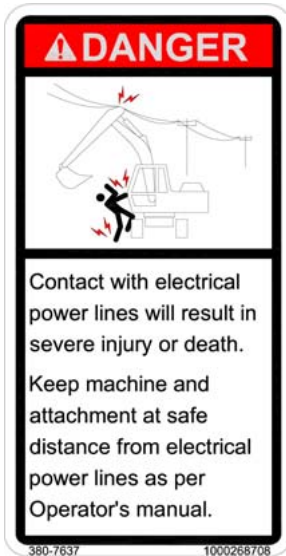 DANGER
Contact with electrical
power lines will result in
severe injury or death.
Keep machine and
attachment at safe
distance from electrical
power lines as per
Operator's manual.
380-7637 1000268708